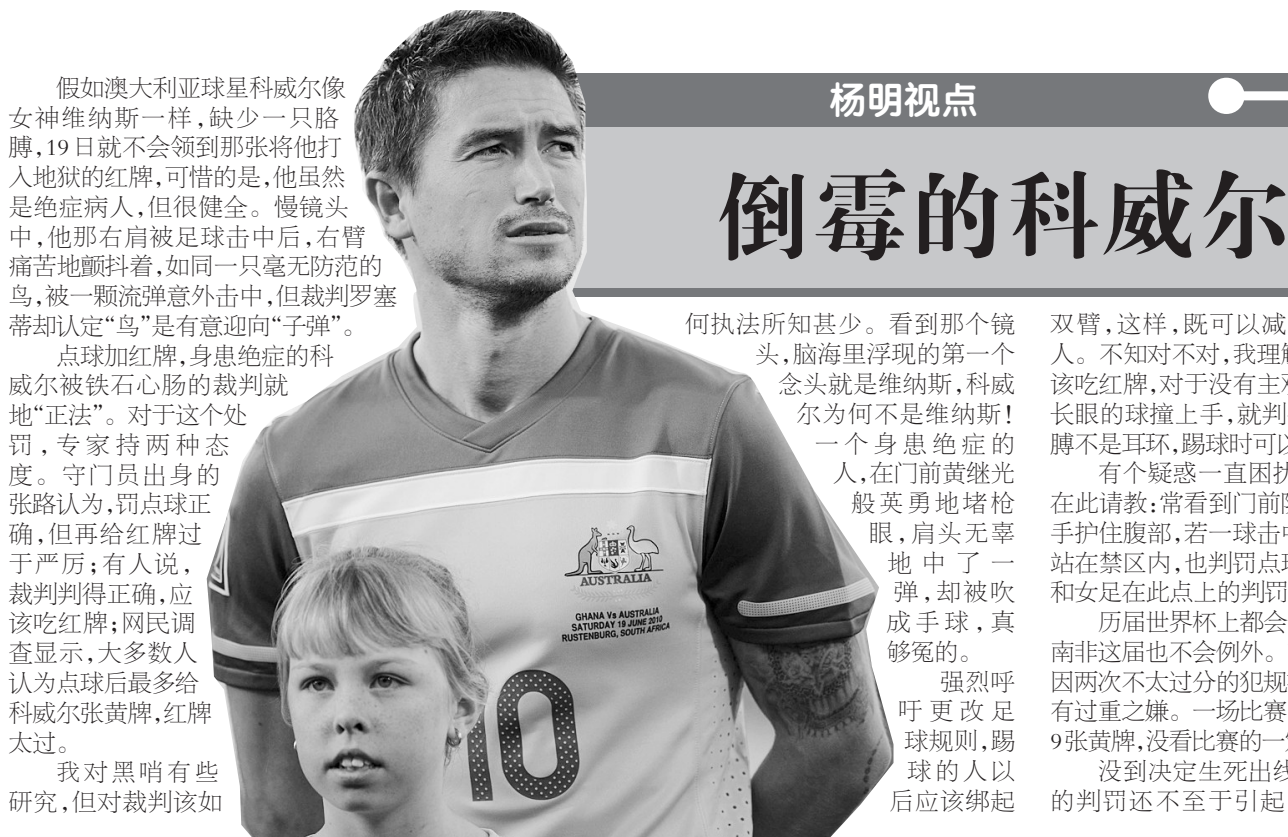 杨明视点
倒霉的科威尔
假如澳大利亚球星科威尔像
女神维纳斯一样,缺少一只胳
膊,19日就不会领到那张将他打
入地狱的红牌,可惜的是,他虽然
是绝症病人,但很健全。慢镜头
中,他那右肩被足球击中后,右臂
痛苦地颤抖着,如同一只毫无防范的
鸟,被一颗流弹意外击中,但裁判罗塞
蒂却认定“鸟”是有意迎向“子弹”。
点球加红牌,身患绝症的科
威尔被铁石心肠的裁判就
地“正法”。对于这个处
罚,专家持两种态
度。守门员出身的
张路认为,罚点球正
确,但再给红牌过
于严厉;有人说,
裁判判得正确,应
该吃红牌;网民调
查显示,大多数人
认为点球后最多给
科威尔张黄牌,红牌
太过。
我对黑哨有些
研究,但对裁判该如
何执法所知甚少。看到那个镜
头,脑海里浮现的第一个
念头就是维纳斯,科威
尔为何不是维纳斯!
一个身患绝症的
人,在门前黄继光
般英勇地堵枪
眼,肩头无辜
地中了一
弹,却被吹
成手球,真
够冤的。
强烈呼
吁更改足
球规则,踢
球的人以
后应该绑起
双臂,这样,既可以减
人。不知对不对,我理解
该吃红牌,对于没有主
长眼的球撞上手,就判
膊不是耳环,踢球时可以
有个疑惑一直困扰
在此请教:常看到门前
手护住腹部,若一球击中
站在禁区内,也判罚点球
和女足在此点上的判罚
历届世界杯上都会
南非这届也不会例外。
因两次不太过分的犯规
有过重之嫌。一场比赛
9张黄牌,没看比赛的一
没到决定生死出线
的判罚还不至于引起
AUSTRALIA
GHANA Vs AUSTRALIA
SATURDAY 19 JUNE 2010
RUSTENBURG, SOUTH AFRICA
10